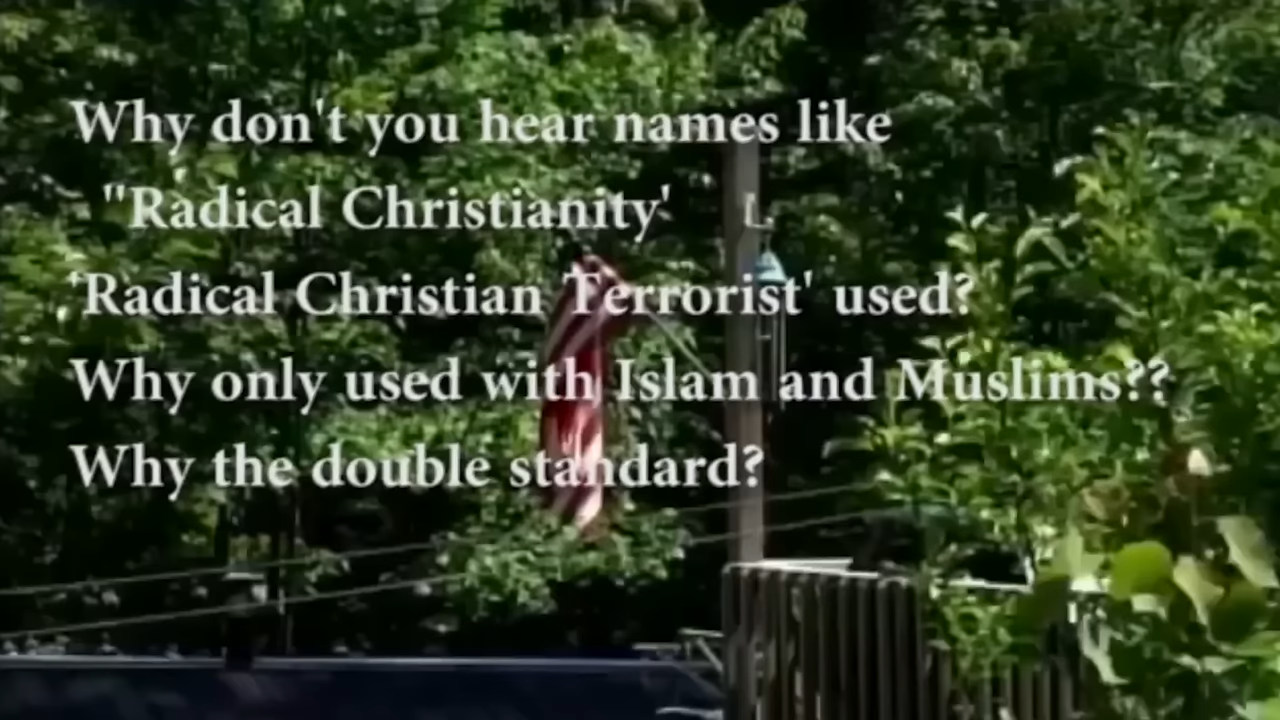 Why don't you hear names like
"Radical Christianity'
'Radical Christian Terrorist' used?
Why only used with Islam and Muslims??
Why the double standard?